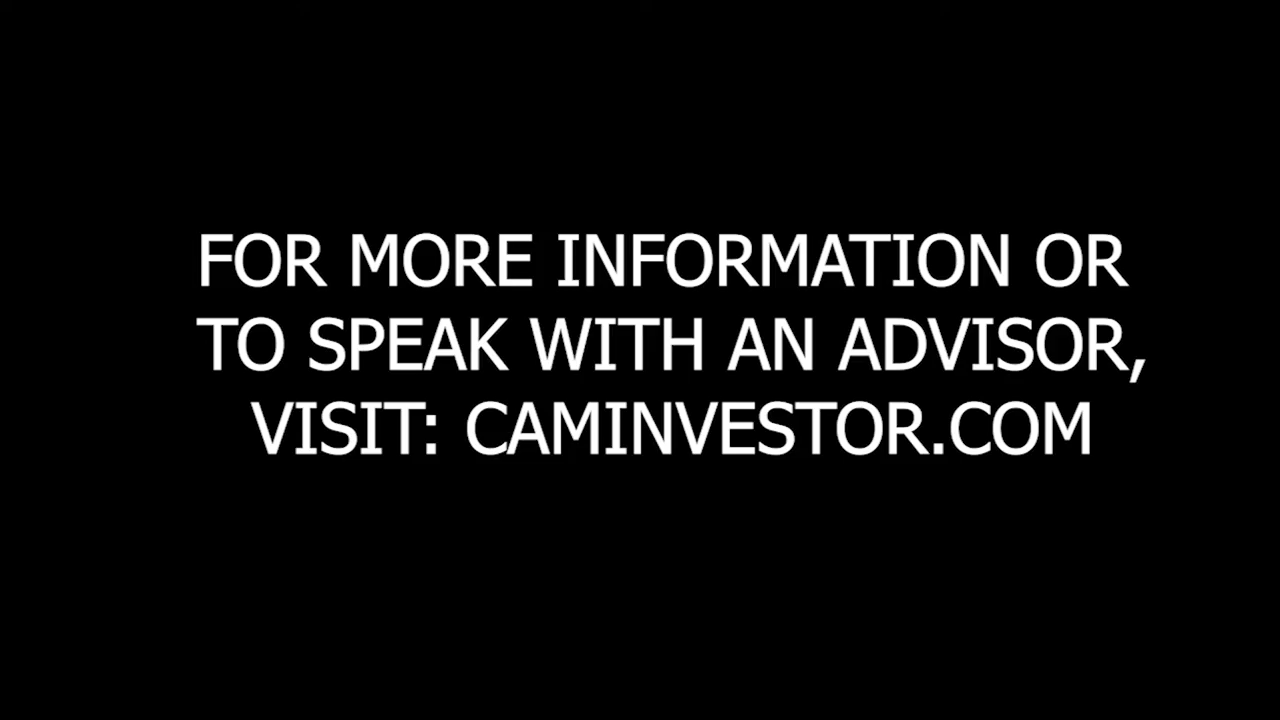 FOR MORE INFORMATION OR
TO SPEAK WITH AN ADVISOR,
VISIT: CAMINVESTOR.COM